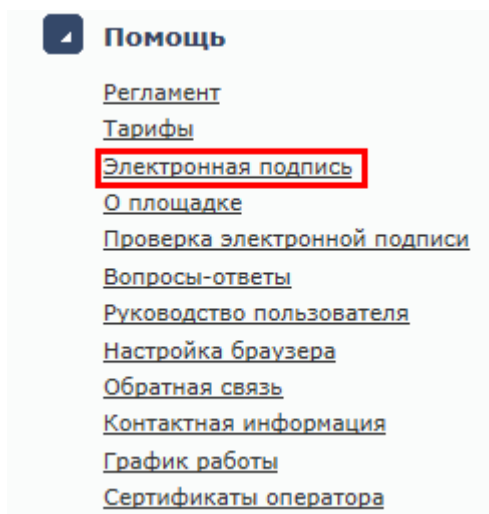 Помощь
Регламент
Тарифы
Электронная подпись
О площадке
Проверка электронной подписи
Вопросы-ответы
Руководство пользователя
Настройка браузера
Обратная связь
Контактная информация
График работы
Сертификаты оператора